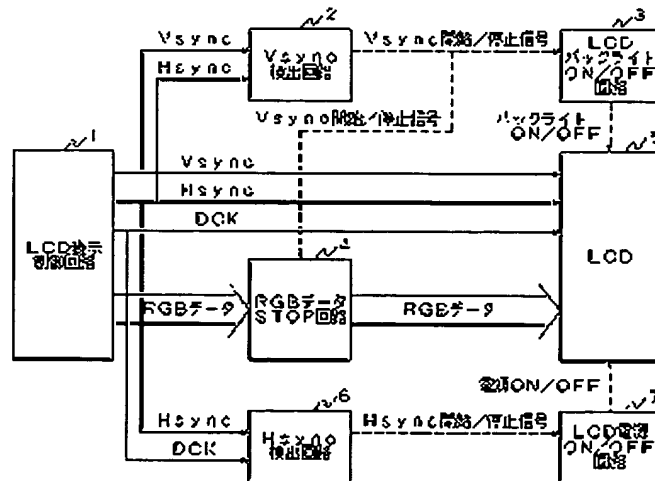 2
3
Vsync
Vsync開始/停止信号
LCD
Hsync
Vsync
検出回路
バックライト
ON/OFF
回路
Vsync開始/停止信号
バックライト
ON/OFF
1
5
Vsync
Hsync
DCK
LCD表示
制御回路
4
LCD
RGBデータ
RGBデータ
STOP回路
RGBデータ
電源ON/OFF
6
7
Hsync
Hsync開始/停止信号
DCK
Hsync
検出回路
LCD電源
ON/OFF
回路